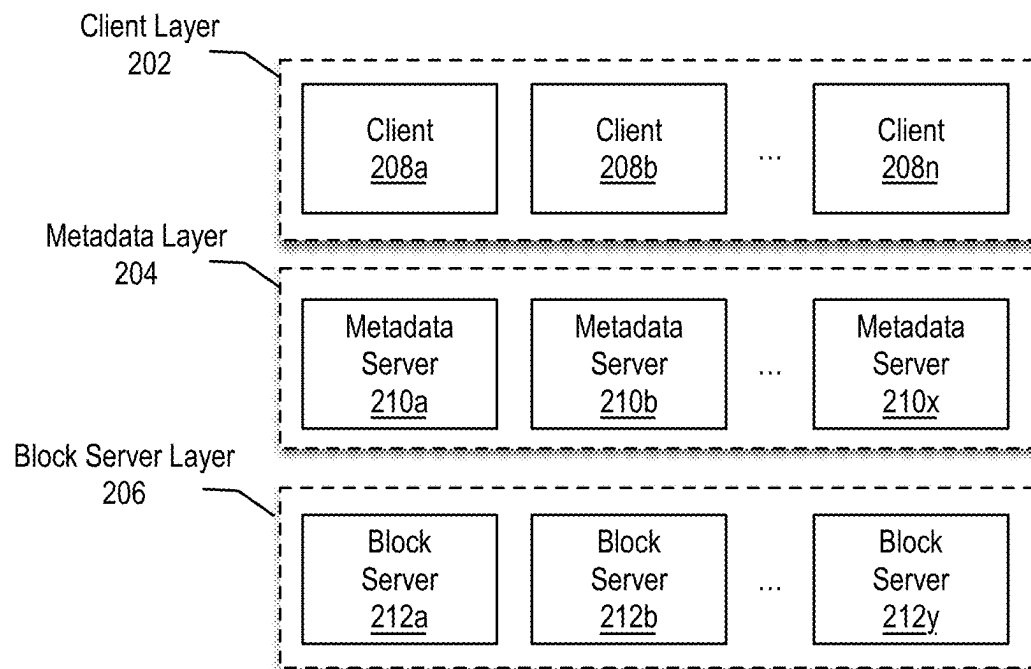 Client Layer
202
Client
208a
Client
208b
...
Client
208n
Metadata Layer
204
Metadata
Server
210a
Metadata
Server
210b
...
Metadata
Server
210x
Block Server Layer
206
Block
Server
212a
Block
Server
212b
...
Block
Server
212y